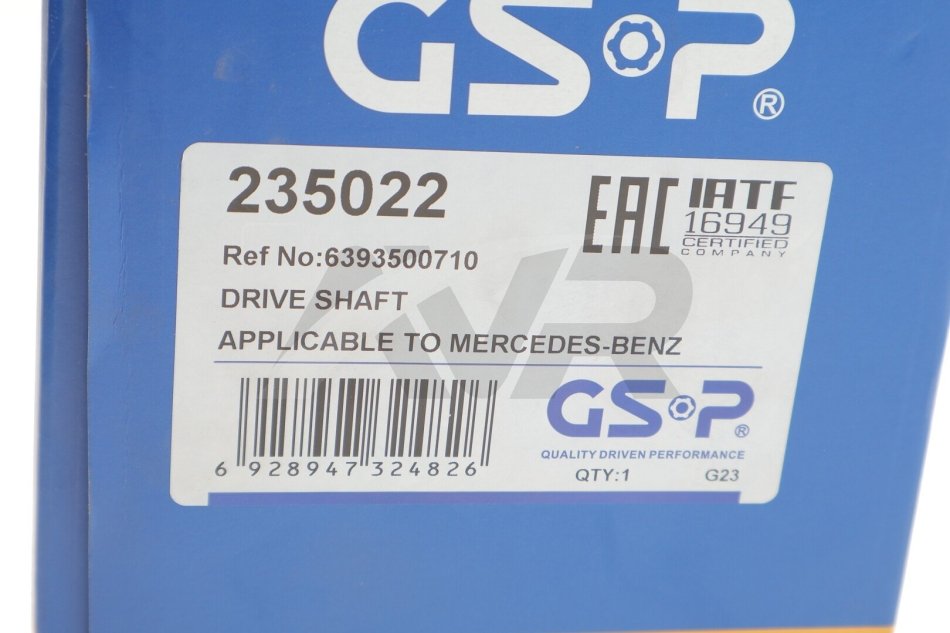 GSP®
235022
EAC
IATF
16949
CERTIFIED
COMPANY
Ref No:6393500710
DRIVE SHAFT
APPLICABLE TO MERCEDES-BENZ
6 928947 324826
GSP®
QUALITY DRIVEN PERFORMANCE
QTY:1 G23
VR